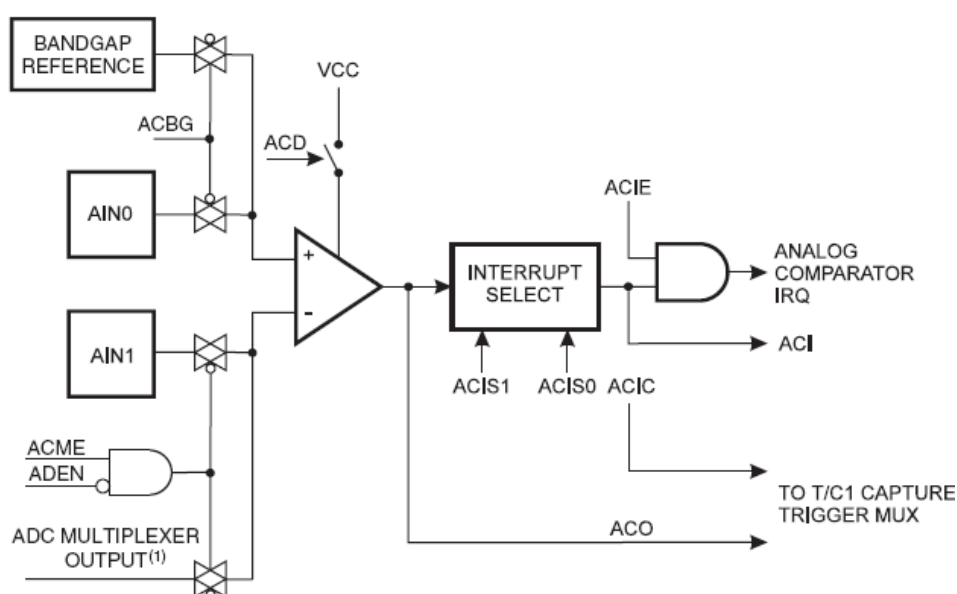 BANDGAP
REFERENCE
VCC
ACBG
ACD
AIN0
ACIE
+
-
INTERRUPT
SELECT
ANALOG
COMPARATOR
IRQ
AIN1
ACI
ACIS1
ACIS0
ACIC
ACME
ADEN
TO T/C1 CAPTURE
TRIGGER MUX
ADC MULTIPLEXER
OUTPUT(1)
ACO